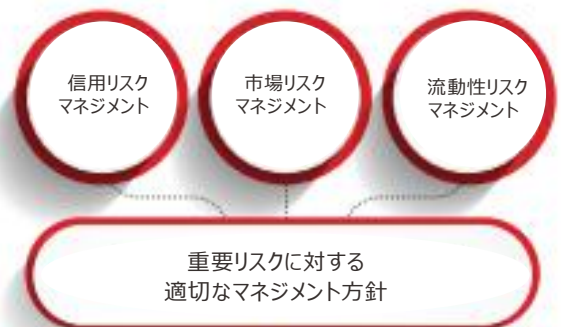 信用リスク
マネジメント
市場リスク
マネジメント
流動性リスク
マネジメント
重要リスクに対する
適切なマネジメント方針